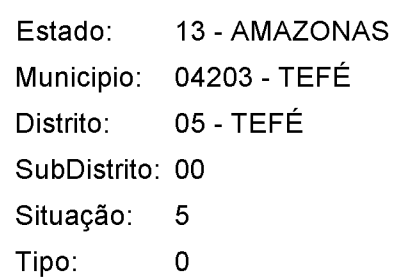 Estado: 13 - AMAZONAS
Municipio: 04203 - TEFÉ
Distrito: 05 - TEFÉ
SubDistrito: 00
Situação: 5
Tipo: 0